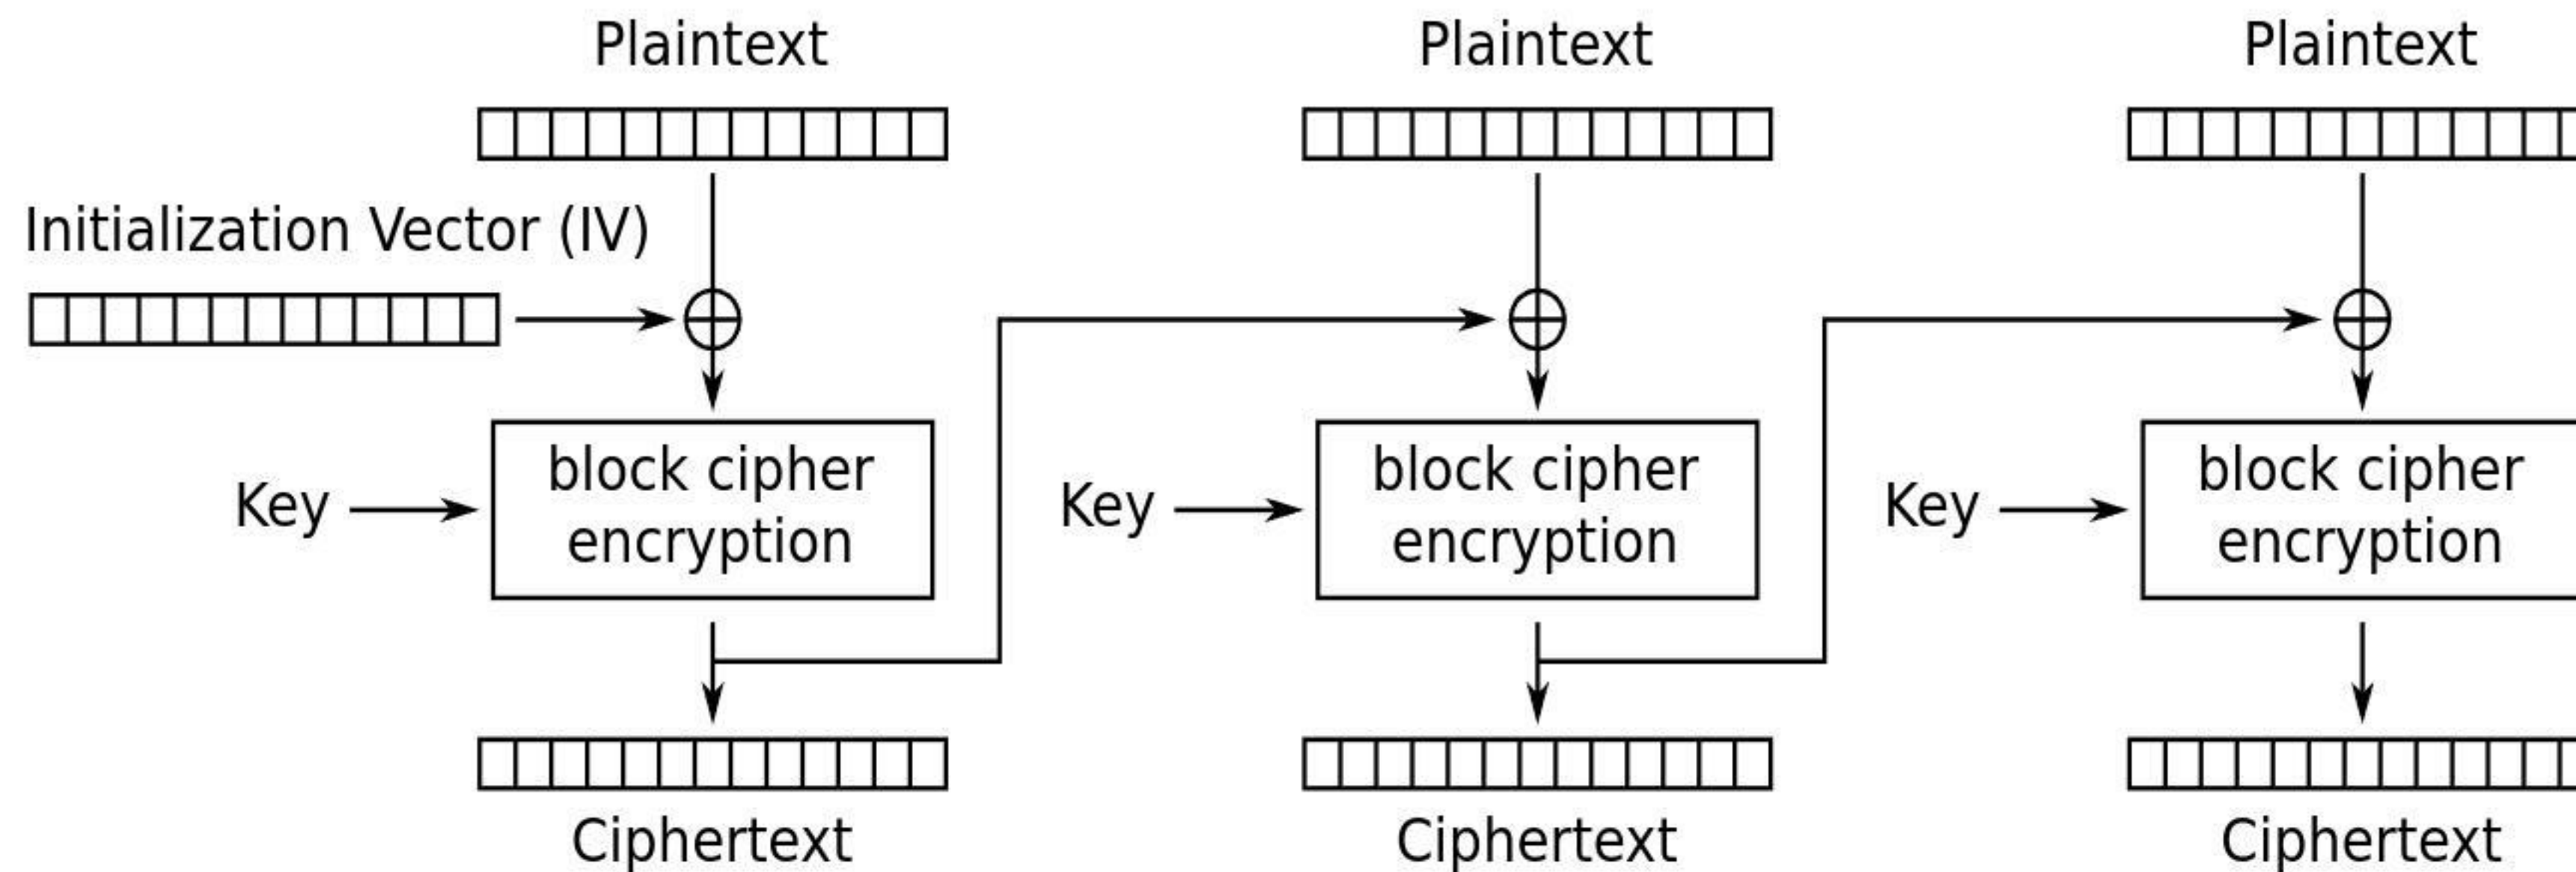 Plaintext
Plaintext
Plaintext
Initialization Vector (IV)
Key
block cipher
encryption
Key
block cipher
encryption
Key
block cipher
encryption
Ciphertext
Ciphertext
Ciphertext